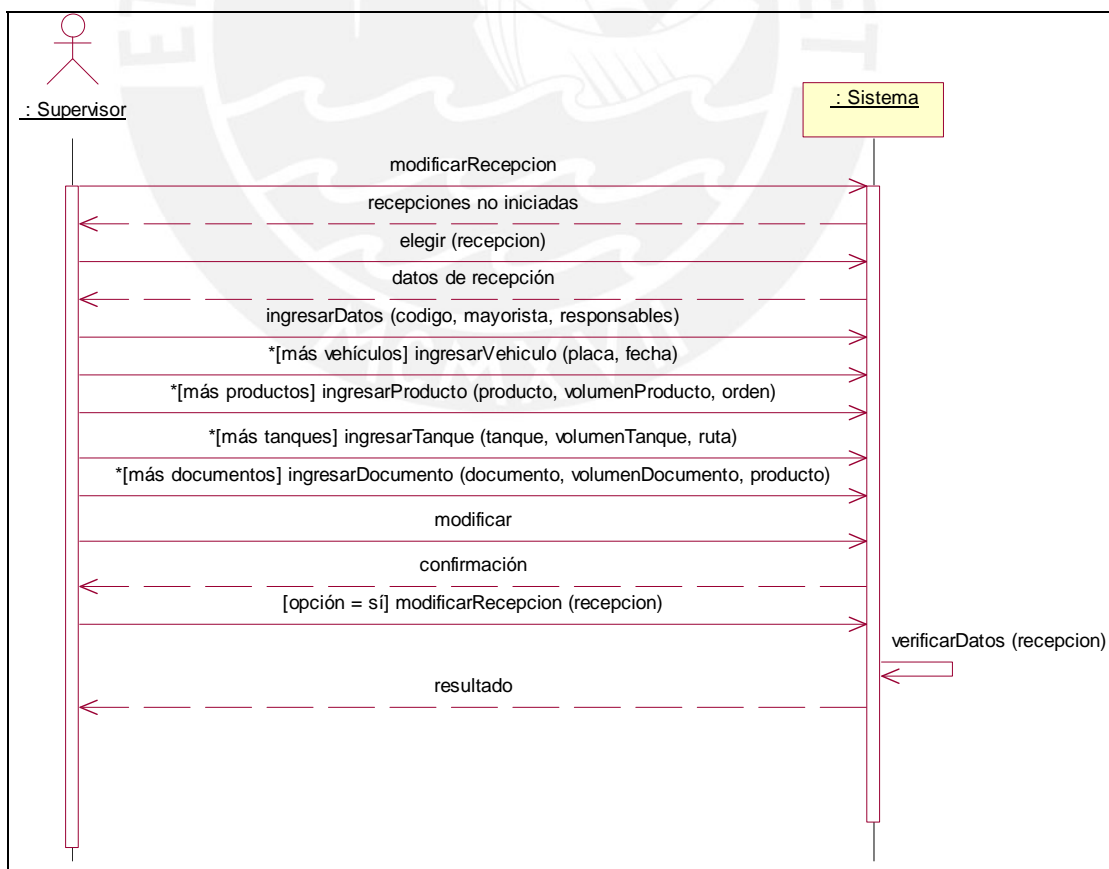 : Supervisor
: Sistema
modificarRecepcion
recepciones no iniciadas
elegir (recepcion)
datos de recepción
ingresarDatos (codigo, mayorista, responsables)
*[más vehículos] ingresarVehiculo (placa, fecha)
*[más productos] ingresarProducto (producto, volumenProducto, orden)
*[más tanques] ingresarTanque (tanque, volumenTanque, ruta)
*[más documentos] ingresarDocumento (documento, volumenDocumento, producto)
modificar
confirmación
[opción = sí] modificarRecepcion (recepcion)
verificarDatos (recepcion)
resultado